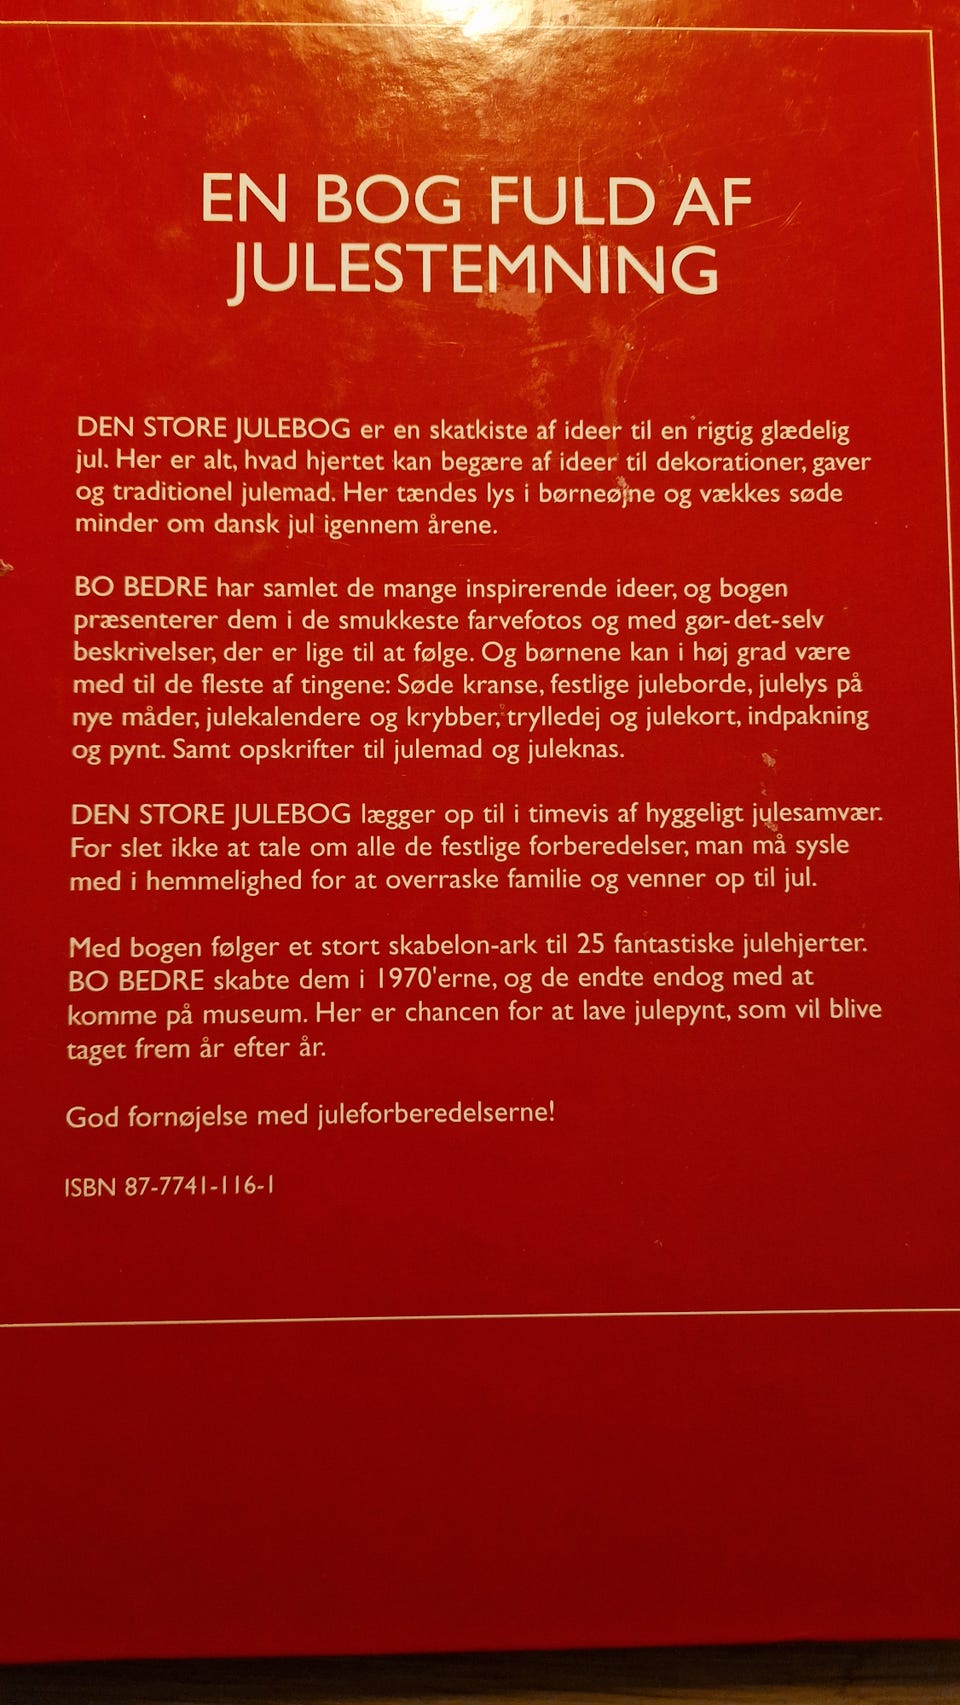 EN BOG FULD AF
JULESTEMNING
DEN STORE JULEBOG er en skatkiste af ideer til en rigtig glædelig
jul. Her er alt, hvad hjertet kan begære af ideer til dekorationer, gaver
og traditionel julemad. Her tændes lys i børneøjne og vækkes søde
minder om dansk jul igennem årene.
BO BEDRE har samlet de mange inspirerende ideer, og bogen
præsenterer dem i de smukkeste farvefotos og med gør-det-selv
beskrivelser, der er lige til at følge. Og børnene kan i høj grad være
med til de fleste af tingene: Søde kranse, festlige juleborde, julelys på
nye måder, julekalendere og krybber, trylledej og julekort, indpakning
og pynt. Samt opskrifter til julemad og juleknas.
DEN STORE JULEBOG lægger op til i timevis af hyggeligt julesamvær.
For slet ikke at tale om alle de festlige forberedelser, man må sysle
med i hemmelighed for at overraske familie og venner op til jul.
Med bogen følger et stort skabelon-ark til 25 fantastiske julehjerter.
BO BEDRE skabte dem i 1970'erne, og de endte endog med at
komme på museum. Her er chancen for at lave julepynt, som vil blive
taget frem år efter år.
God fornøjelse med juleforberedelserne!
ISBN 87-7741-116-1